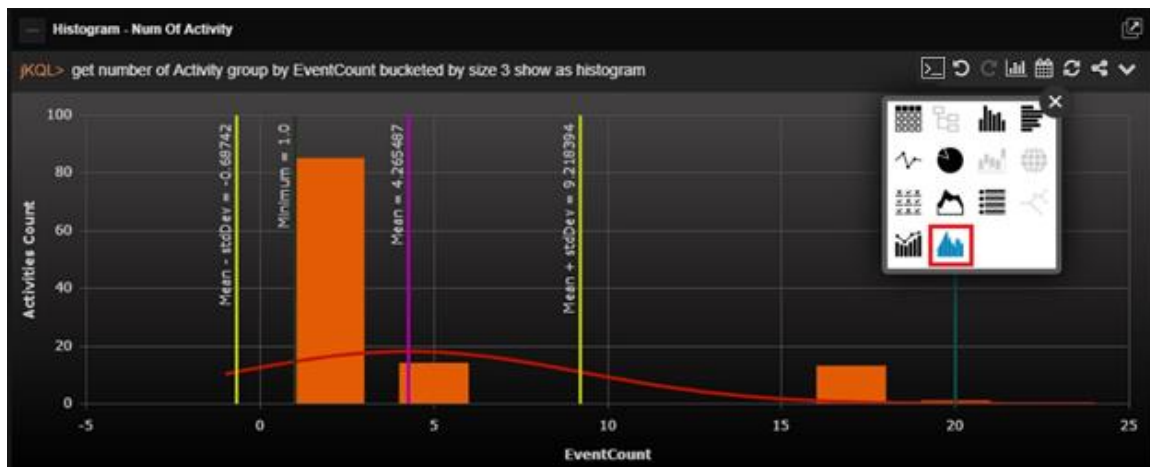 Histogram - Num Of Activity
jKQL> get number of Activity group by EventCount bucketed by size 3 show as histogram
100
80
60
40
20
0
Activities Count
Mean - stdDev = -0.68742
Minimum = 1.0
Mean = 4.265487
Mean + stdDev = 9.218394
-5
0
5
10
15
20
25
EventCount